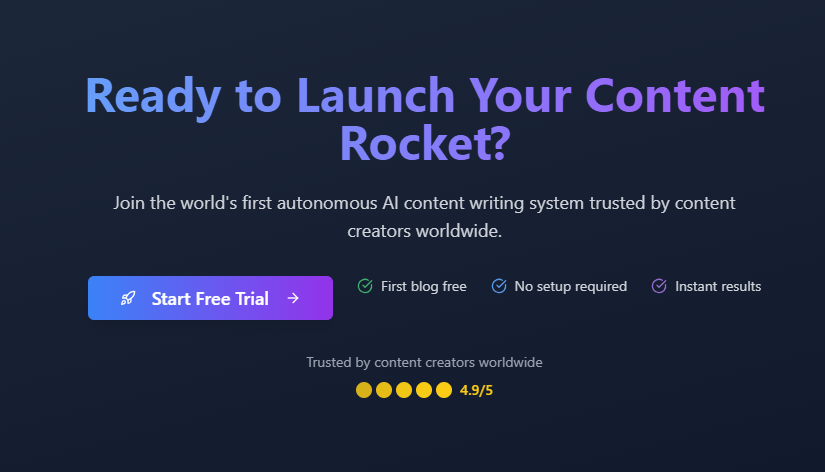 Ready to Launch Your Content
Rocket?
Join the world's first autonomous AI content writing system trusted by content
creators worldwide.
Start Free Trial
First blog free
No setup required
Instant results
Trusted by content creators worldwide
4.9/5